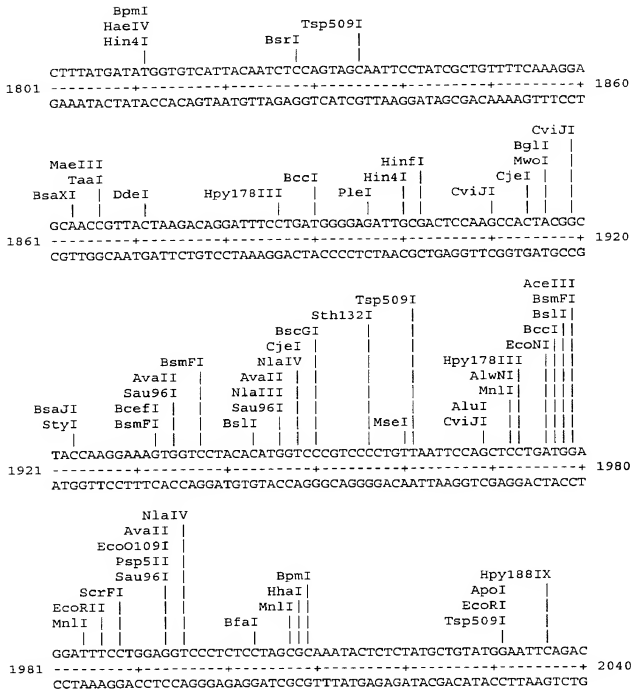 BpmI
HaeIV Tsp509I
Hin4I BsrI
CTTTATGATATGGTGTCATTACAATCTCCAGTAGCAATTCCTATCGCTGTTTTCAAAGGA
1801 ---------+---------+---------+---------+---------+---------+ 1860
GAAATACTATACCACAGTAATGTTAGAGGTCATCGTTAAGGATAGCGACAAAAGTTTCCT
CviJI
BglI
MaeIII HinfI MwoI
TaaI BccI Hin4I CjeI
BsaXI DdeI Hpy178III PleI CviJI
GCAACCGTTACTAAGACAGGATTTCCTGATGGGGAGATTGCGACTCCAAGCCACTACGGC
1861 ---------+---------+---------+---------+---------+---------+ 1920
CGTTGGCAATGATTCTGTCCTAAAGGACTACCCCTCTAACGCTGAGGTTCGGTGATGCCG
AceIII
Tsp509I BsmFI
Sth132I BslI
BscGI BccI
CjeI EcoNI
BsmFI NlaIV Hpy178III
AvaII AvaII AlwNI
Sau96I NlaIII MnlI
BsaJI BcefI Sau96I AluI
StyI BsmFI BslI MseI CviJI
TACCAAGGAAAGTGGTCCTACACATGGTCCCGTCCCCTGTTAATTCCAGCTCCTGATGGA
1921 ---------+---------+---------+---------+---------+---------+ 1980
ATGGTTCCTTTCACCAGGATGTGTACCAGGGCAGGGGACAATTAAGGTCGAGGACTACCT
NlaIV
AvaII
EcoO109I
Psp5II BpmI Hpy188IX
ScrFI Sau96I HhaI ApoI
EcoRII MnlI EcoRI
MnlI BfaI Tsp509I
GGATTTCCTGGAGGTCCCTCTCCTAGCGCAAATACTCTCTATGCTGTATGGAATTCAGAC
1981 ---------+---------+---------+---------+---------+---------+ 2040
CCTAAAGGACCTCCAGGGAGAGGATCGCGTTTATGAGAGATACGACATACCTTAAGTCTG